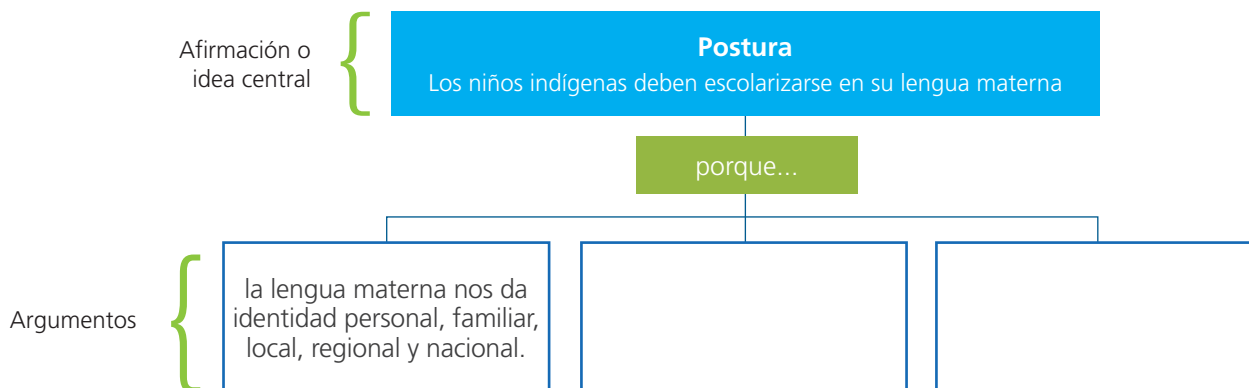 Afirmación o
idea central
Postura
Los niños indígenas deben escolarizarse en su lengua materna
porque...
Argumentos
la lengua materna nos da
identidad personal, familiar,
local, regional y nacional.